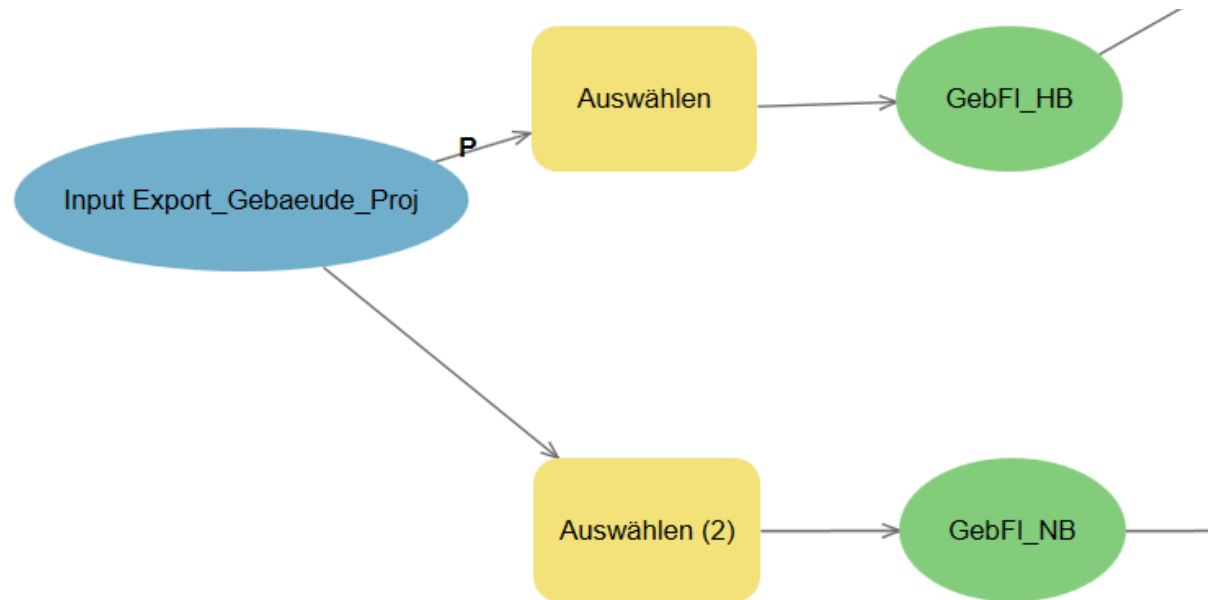 Auswählen
GebFl_HB
P
Input Export_Gebaeude_Proj
Auswählen (2)
GebFl_NB